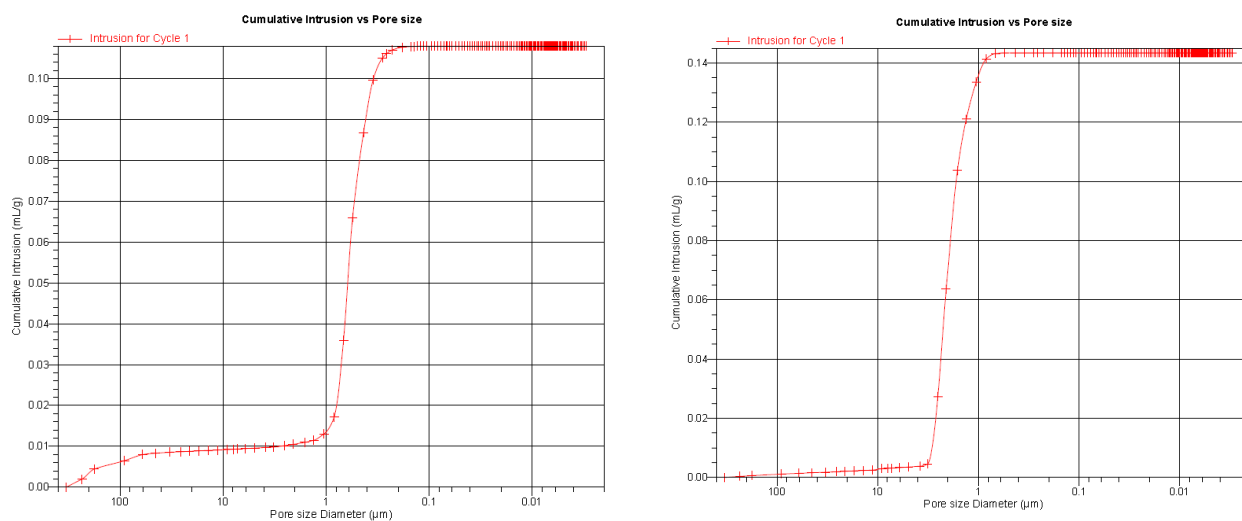 Cumulative Intrusion vs Pore size
Intrusion for Cycle 1
Cumulative Intrusion (mL/g)
0.10
0.09
0.08
0.07
0.06
0.05
0.04
0.03
0.02
0.01
0.00
100 10 1 0.1 0.01
Pore size Diameter (µm)
Cumulative Intrusion vs Pore size
Intrusion for Cycle 1
Cumulative Intrusion (mL/g)
0.14
0.12
0.10
0.08
0.06
0.04
0.02
0.00
100 10 1 0.1 0.01
Pore size Diameter (µm)